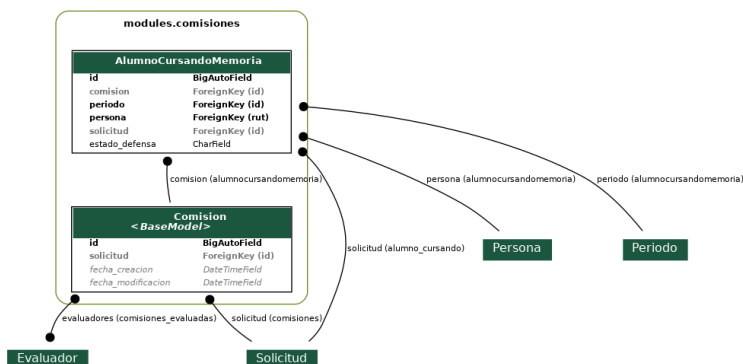 modules.comisiones
AlumnoCursandoMemoria
id BigAutoField
comision ForeignKey (id)
periodo ForeignKey (id)
persona ForeignKey (rut)
solicitud ForeignKey (id)
estado_defensa CharField
comision (alumnocursandomemoria)
persona (alumnocursandomemoria)
periodo (alumnocursandomemoria)
Comision
<BaseModel>
id BigAutoField
solicitud ForeignKey (id)
fecha_creacion DateTimeField
fecha_modificacion DateTimeField
solicitud (alumno_cursando)
Persona
Periodo
evaluadores (comisiones_evaluadas)
solicitud (comisiones)
Evaluador
Solicitud